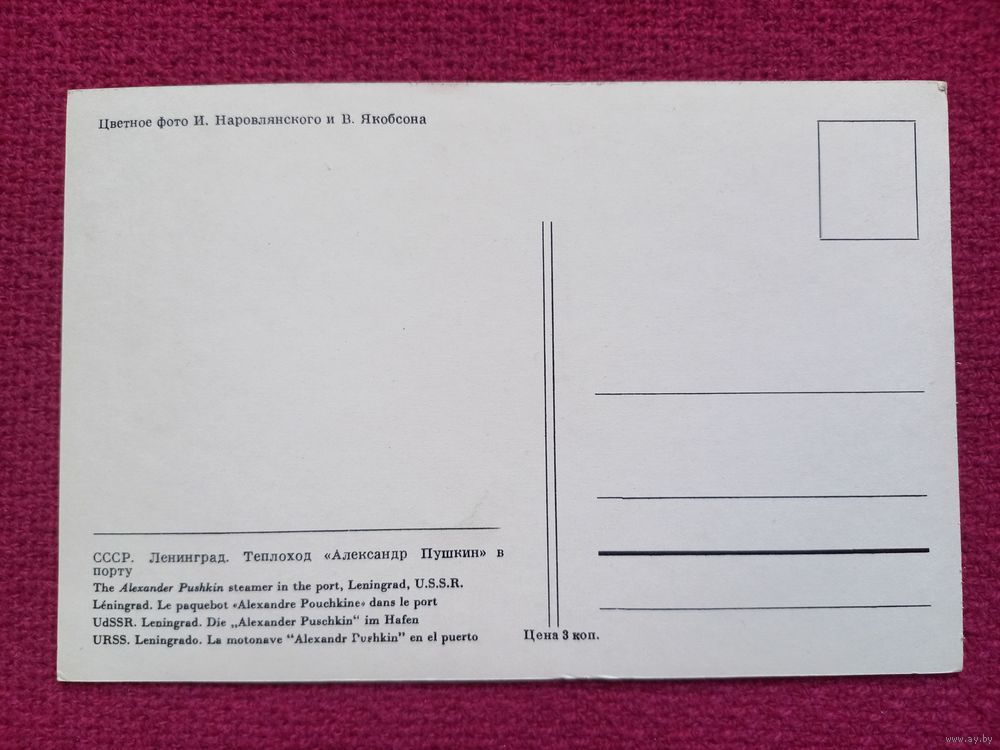 Цветное фото И. Наровлянского и В. Якобсона
СССР. Ленинград. Теплоход «Александр Пушкин» в
порту
The Alexander Pushkin steamer in the port, Leningrad, U.S.S.R.
Léningrad. Le paquebot «Alexandre Pouchkine» dans le port
UdSSR. Leningrad. Die „Alexander Puschkin“ im Hafen
URSS. Leningrado. La motonave “Alexandr Pushkin” en el puerto
Цена 3 коп.
www.ay.by